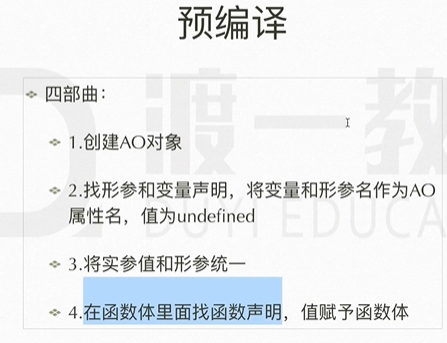 预编译
四部曲：
1.创建AO对象
2.找形参和变量声明，将变量和形参名作为AO
属性名，值为undefined
3.将实参值和形参统一
4.在函数体里面找函数声明，值赋予函数体
渡一教
DUYI EDUCA